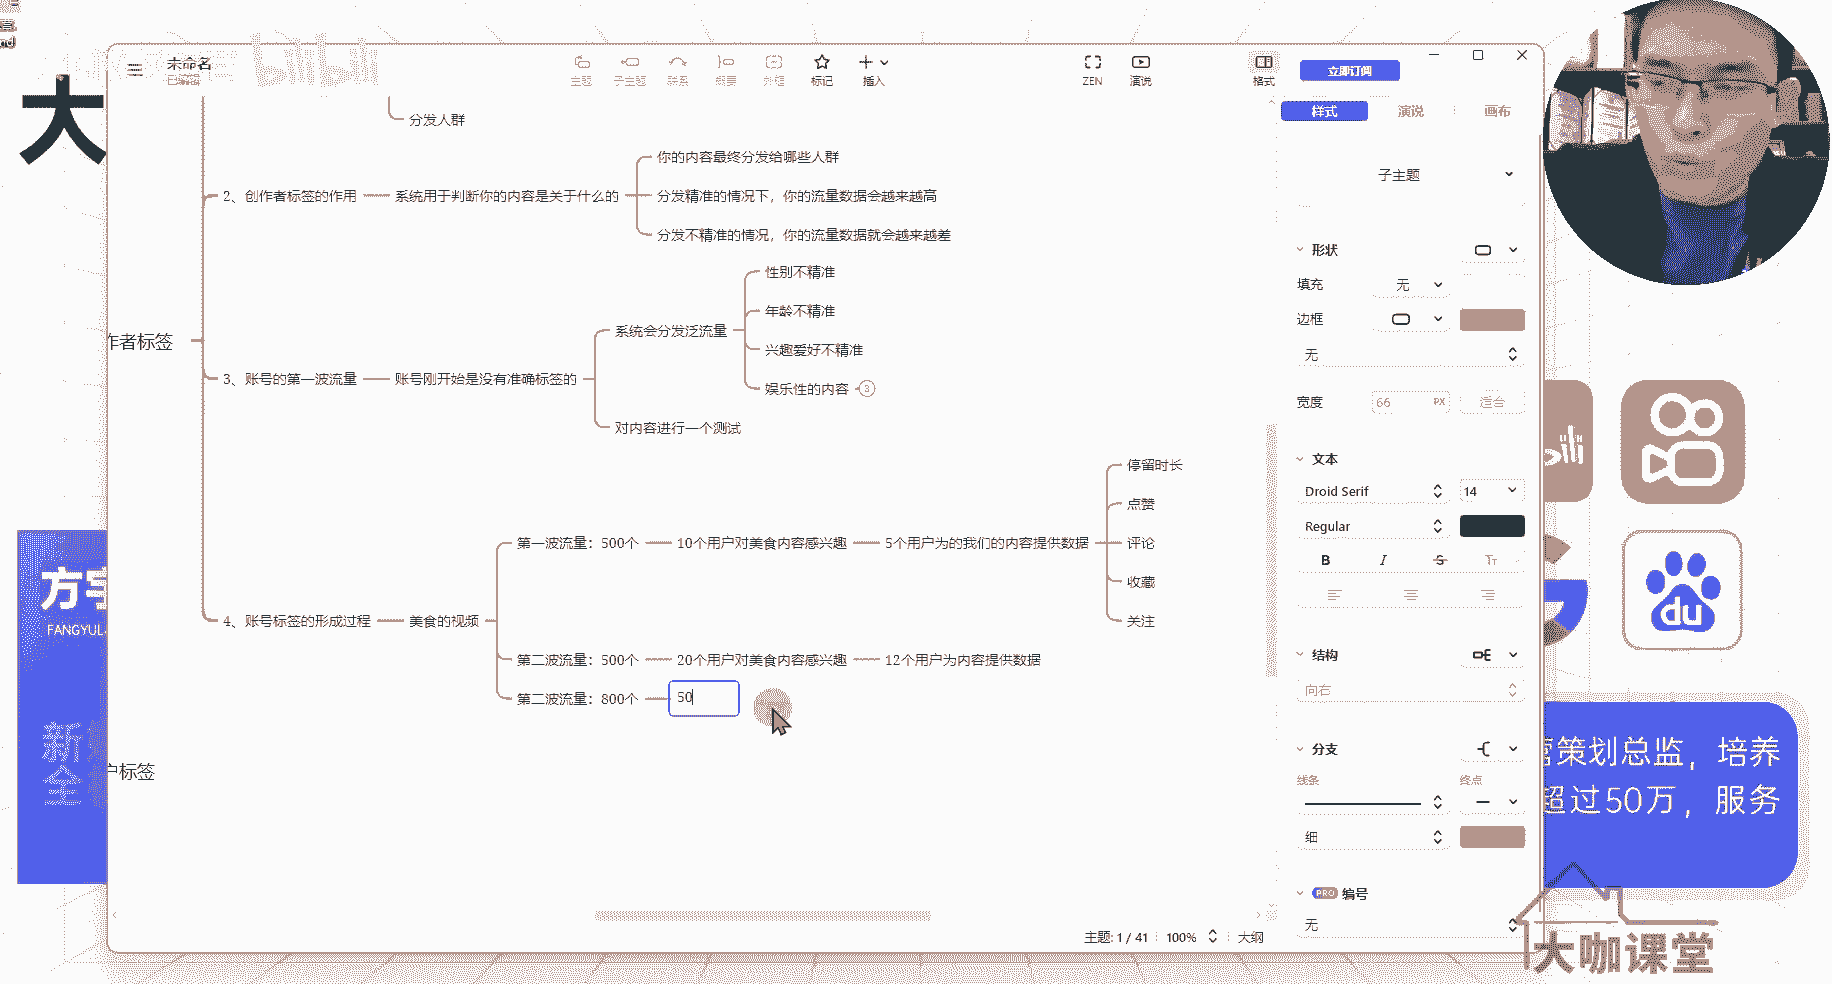 nd
大
bilibili
未命名
已编辑
主题
子主题
联系
概要
外框
标记
插入
ZEN
演说
格式
立即订阅
样式
演说
画布
分发人群
2、创作者标签的作用
系统用于判断你的内容是关于什么的
你的内容最终分发给哪些人群
分发精准的情况下，你的流量数据会越来越高
分发不精准的情况，你的流量数据就会越来越差
作者标签
3、账号的第一波流量
账号刚开始是没有准确标签的
系统会分发泛流量
性别不精准
年龄不精准
兴趣爱好不精准
娱乐性的内容
3
对内容进行一个测试
4、账号标签的形成过程
美食的视频
第一波流量：500个
10个用户对美食内容感兴趣
5个用户为的我们的内容提供数据
停留时长
点赞
评论
收藏
关注
第二波流量：500个
20个用户对美食内容感兴趣
12个用户为内容提供数据
第二波流量：800个
50
户标签
子主题
形状
填充
无
边框
无
宽度
66
PX
适合
文本
Droid Serif
14
Regular
B
I
S
Tт
结构
向右
分支
线条
终点
细
PRO
编号
无
主题: 1 / 41
100%
大纲
方宇
FANGYUL
新
全
bili
du
营策划总监，培养
超过50万，服务
大咖课堂